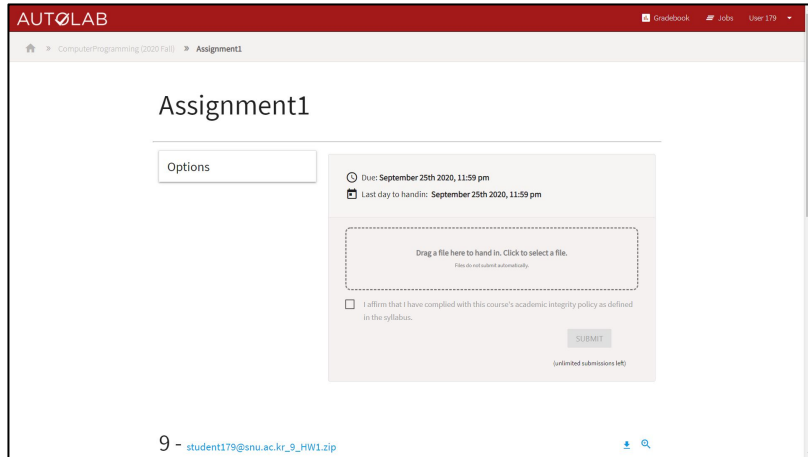 AUTOLAB
Gradebook Jobs User 179
» ComputerProgramming (2020 Fall) » Assignment1
Assignment1
Options
Due: September 25th 2020, 11:59 pm
Last day to handin: September 25th 2020, 11:59 pm
Drag a file here to hand in. Click to select a file.
Files do not submit automatically.
I affirm that I have complied with this course's academic integrity policy as defined
in the syllabus.
SUBMIT
(unlimited submissions left)
9 - student179@snu.ac.kr_9_HW1.zip